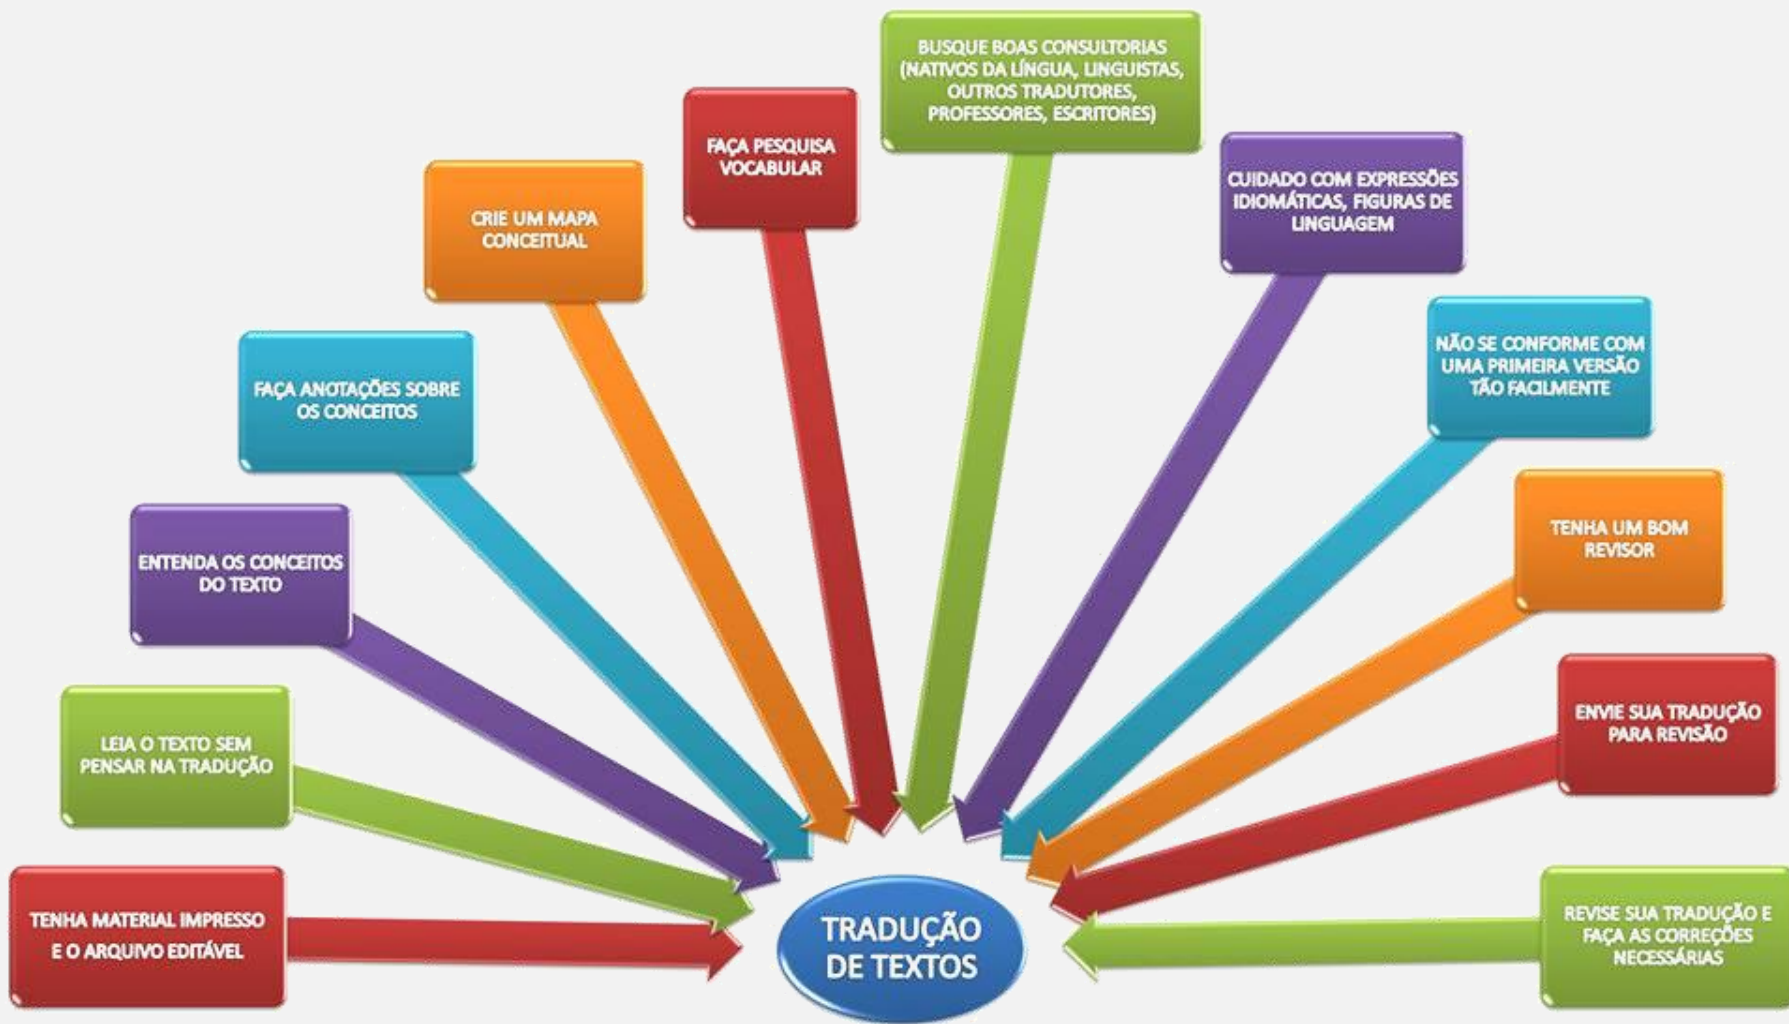 TENHA MATERIAL IMPRESSO
E O ARQUIVO EDITÁVEL
LEIA O TEXTO SEM
PENSAR NA TRADUÇÃO
ENTENDA OS CONCEITOS
DO TEXTO
FAÇA ANOTAÇÕES SOBRE
OS CONCEITOS
CRIE UM MAPA
CONCEITUAL
FAÇA PESQUISA
VOCABULAR
BUSQUE BOAS CONSULTORIAS
(NATIVOS DA LÍNGUA, LINGUISTAS,
OUTROS TRADUTORES,
PROFESSORES, ESCRITORES)
CUIDADO COM EXPRESSÕES
IDIOMÁTICAS, FIGURAS DE
LINGUAGEM
NÃO SE CONFORME COM
UMA PRIMEIRA VERSÃO
TÃO FACILMENTE
TENHA UM BOM
REVISOR
ENVIE SUA TRADUÇÃO
PARA REVISÃO
REVISE SUA TRADUÇÃO E
FAÇA AS CORREÇÕES
NECESSÁRIAS
TRADUÇÃO
DE TEXTOS